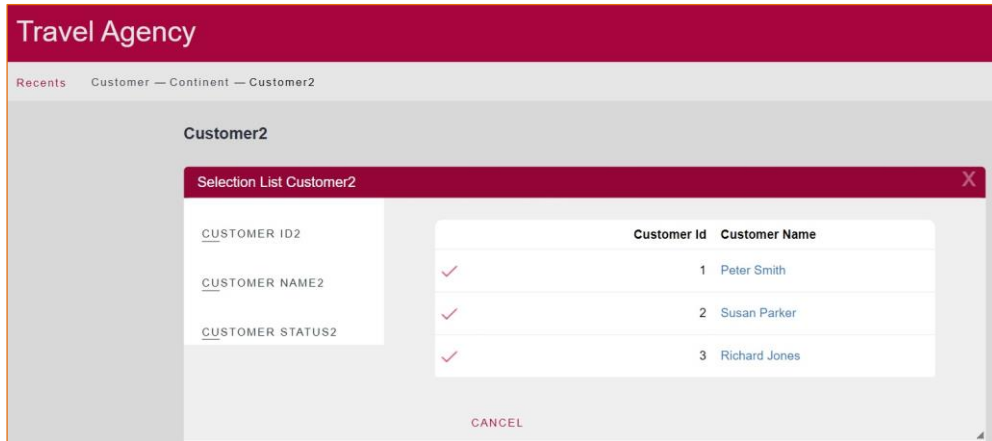 Travel Agency
Recents Customer — Continent — Customer2
Customer2
Selection List Customer2 X
CUSTOMER ID2
CUSTOMER NAME2
CUSTOMER STATUS2
Customer Id Customer Name
1 Peter Smith
2 Susan Parker
3 Richard Jones
CANCEL